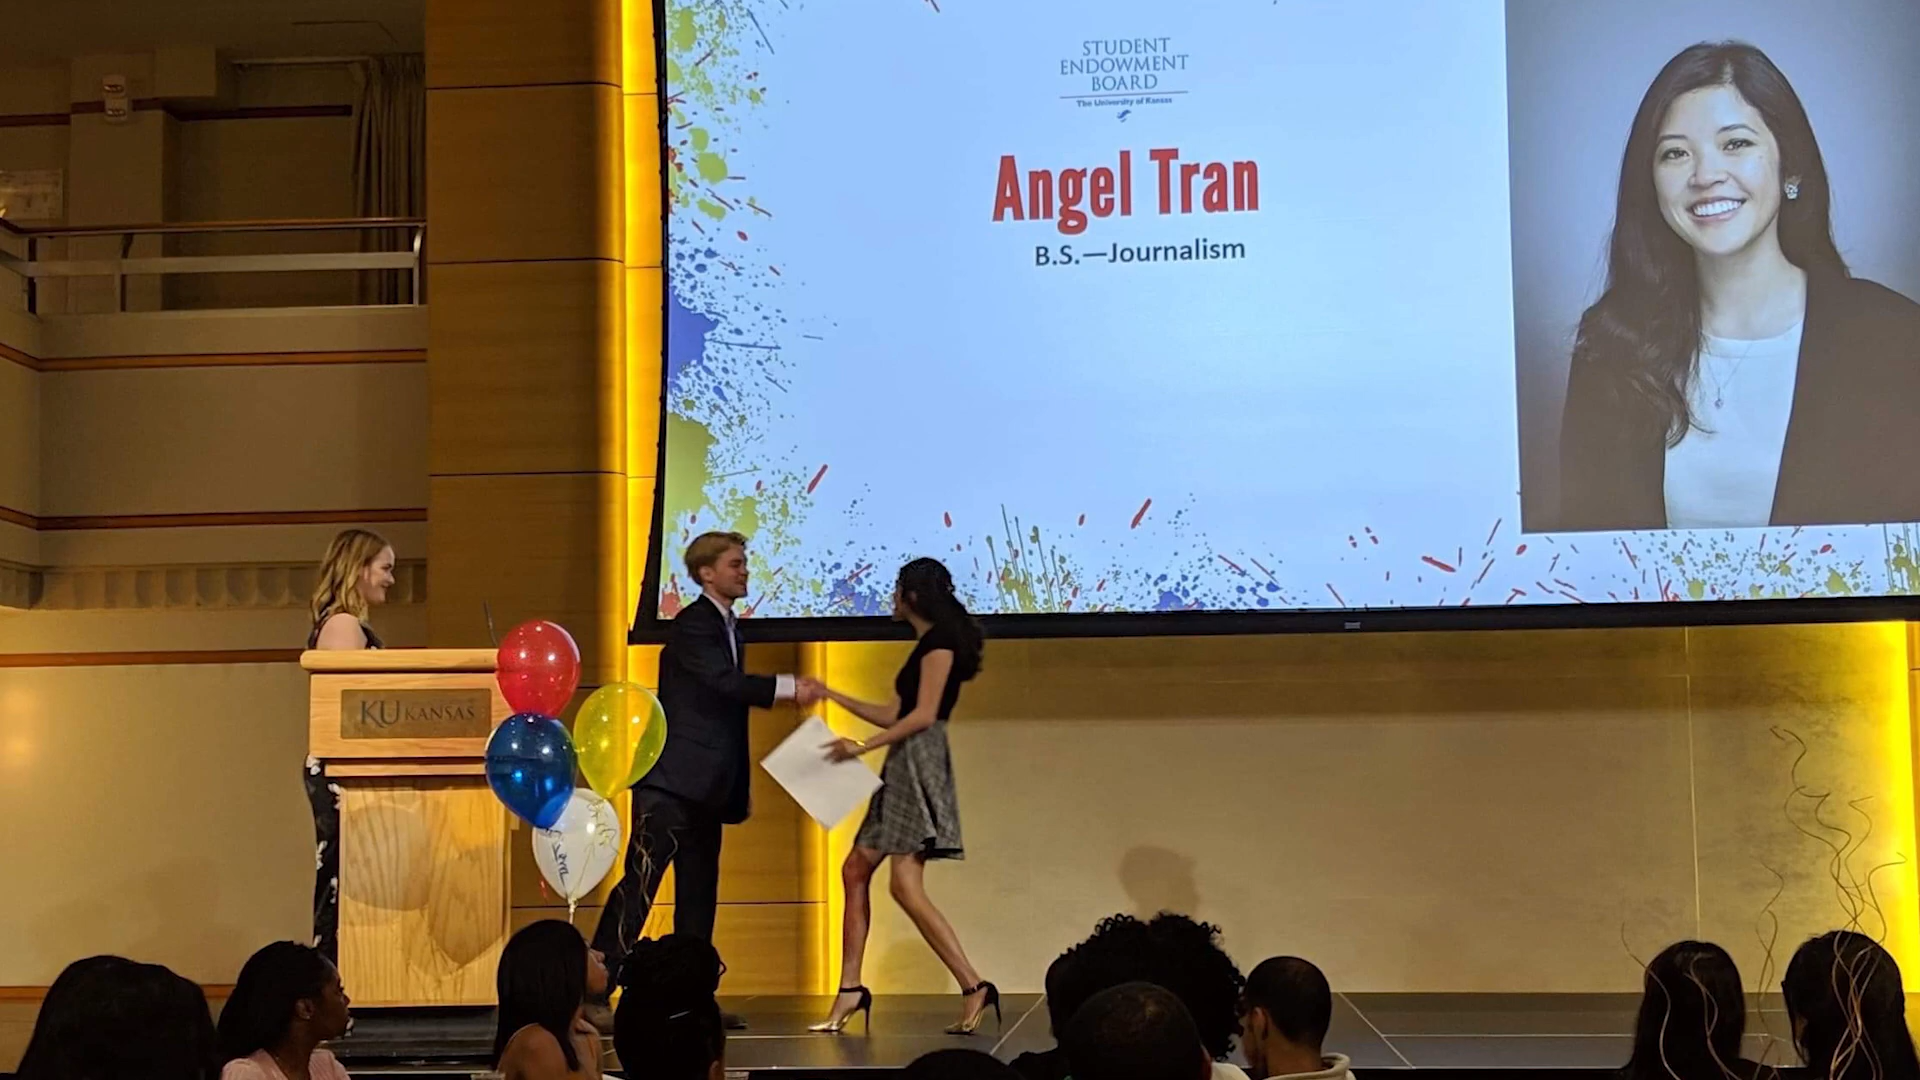 STUDENT
ENDOWMENT
BOARD
The University of Kansas
Angel Tran
B.S.—Journalism
KU KANSAS